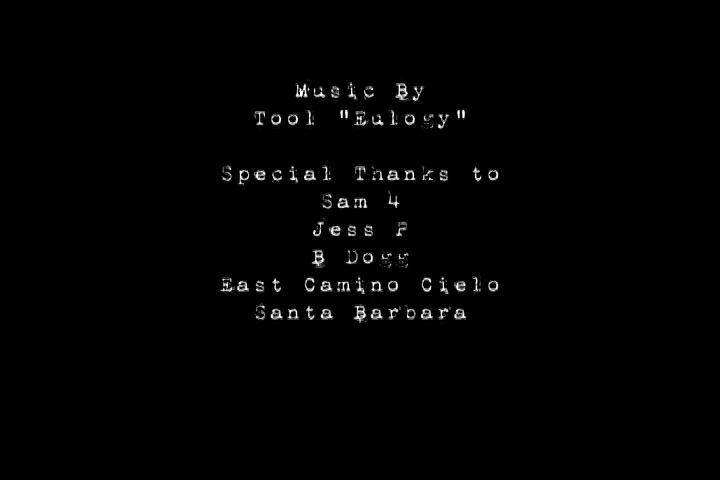 Music By
Tool "Eulogy"
Special Thanks to
Sam 4
Jess P
B Dogg
East Camino Cielo
Santa Barbara